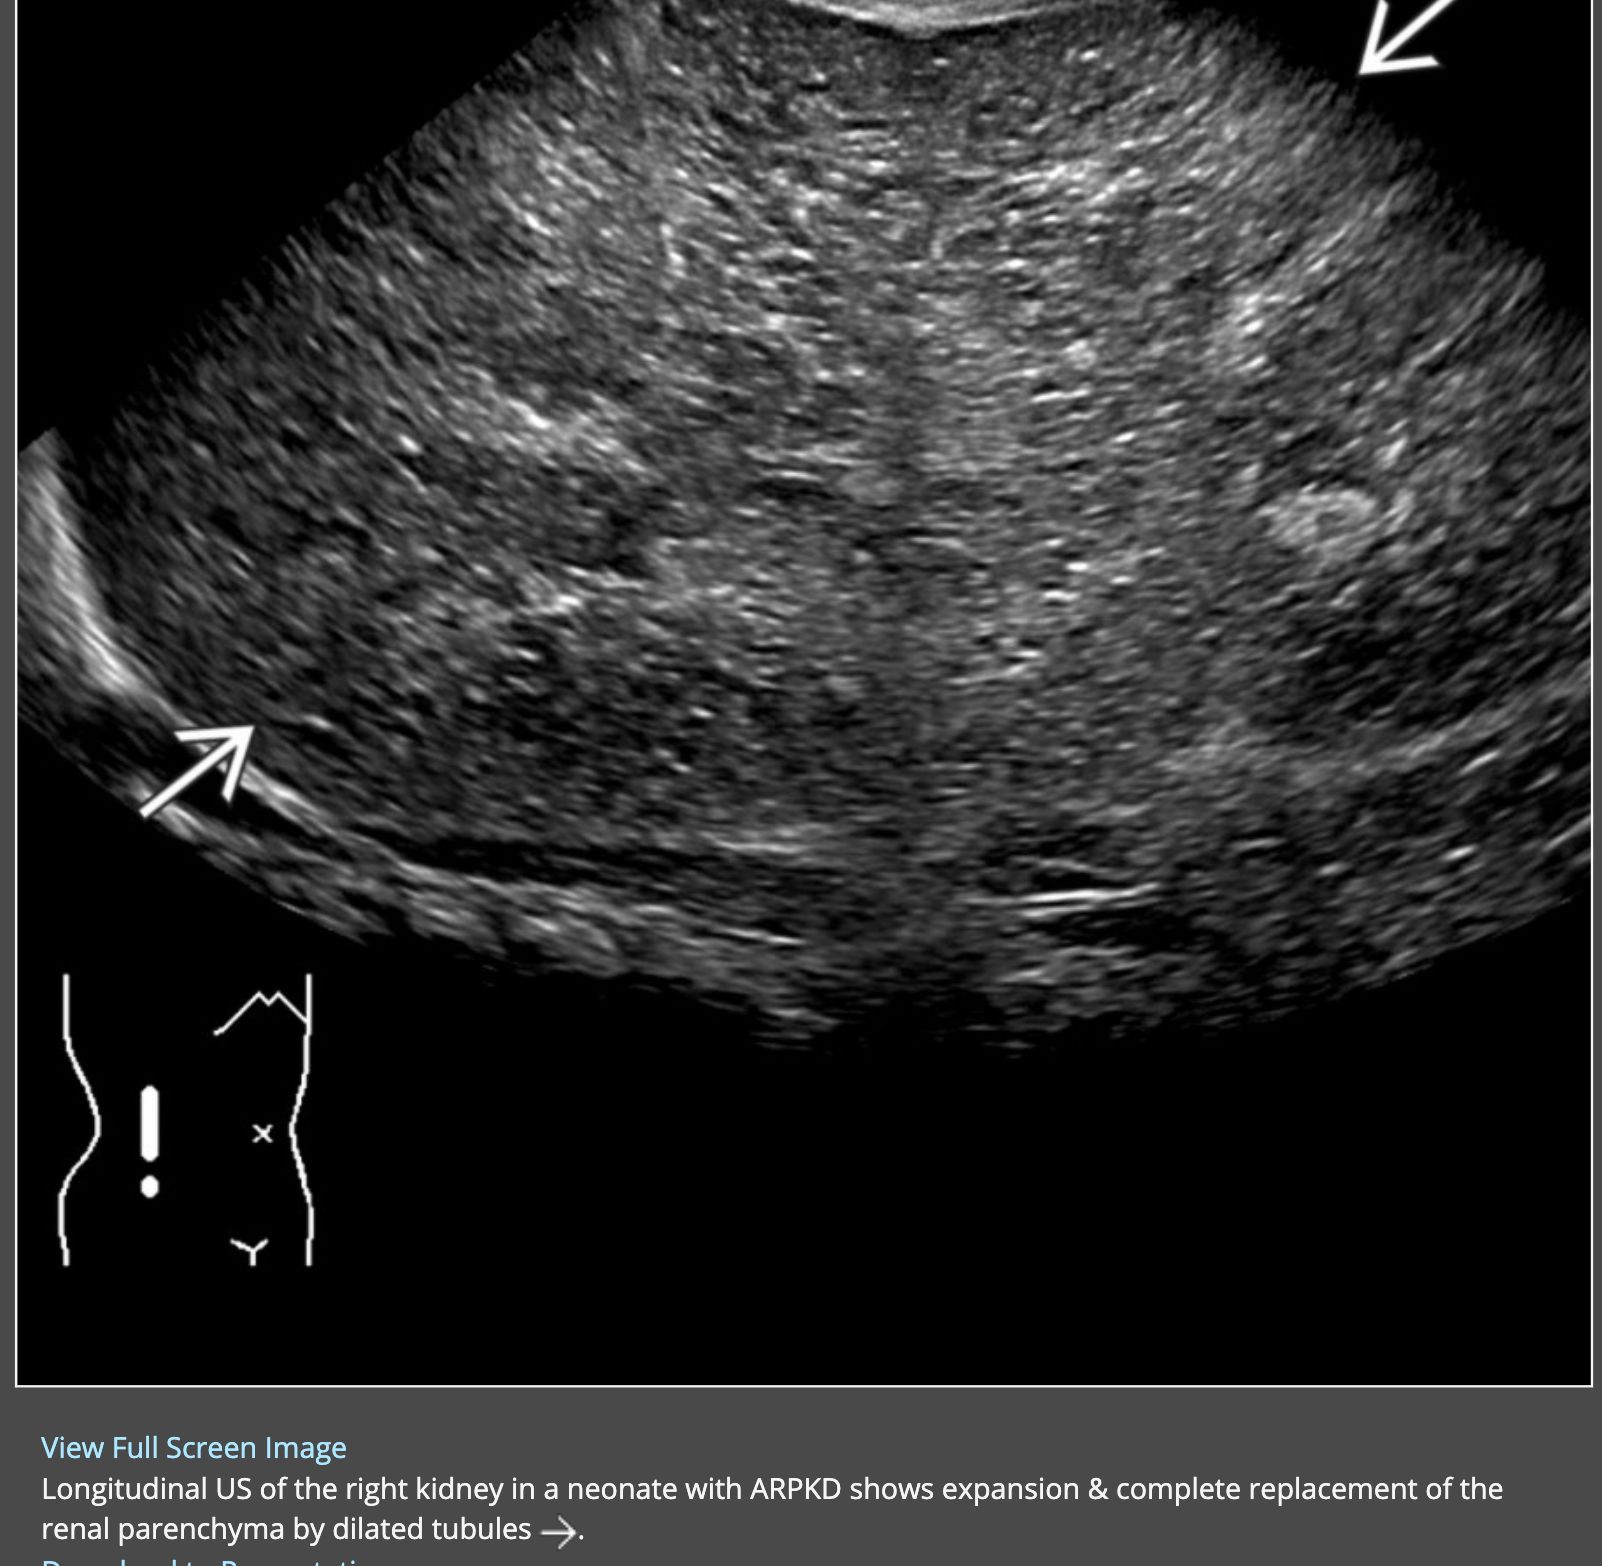 View Full Screen Image
Longitudinal US of the right kidney in a neonate with ARPKD shows expansion & complete replacement of the
renal parenchyma by dilated tubules →.